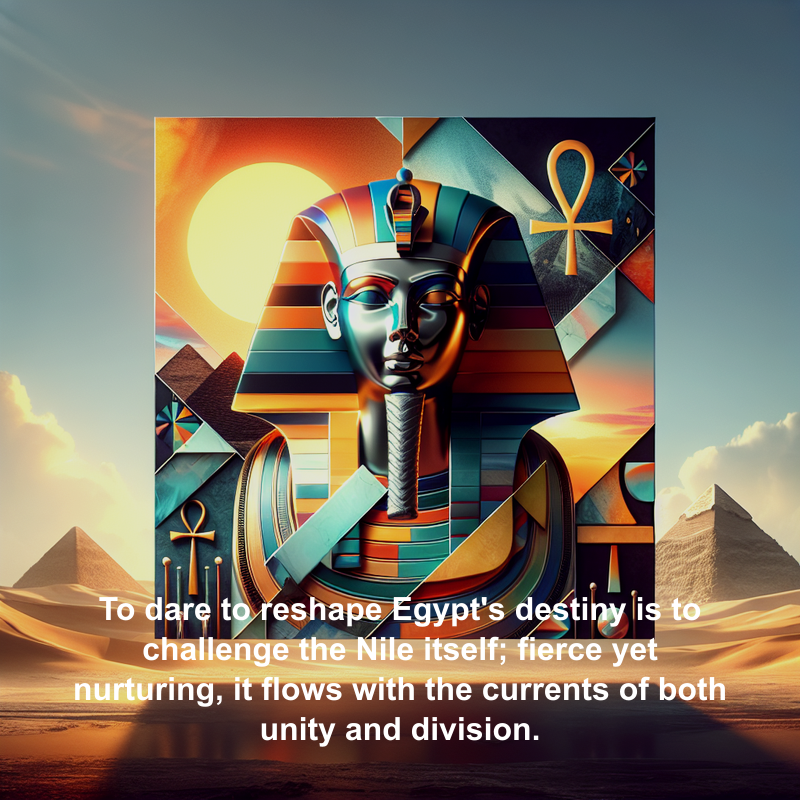 To dare to reshape Egypt's destiny is to
challenge the Nile itself; fierce yet
nurturing, it flows with the currents of both
unity and division.